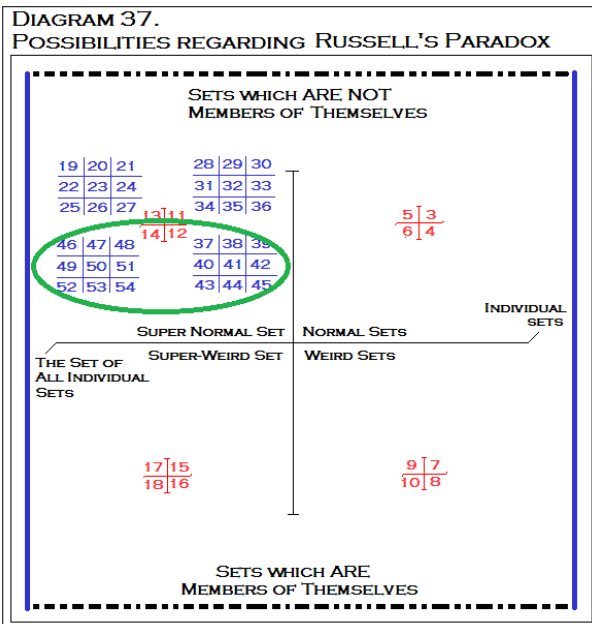 DIAGRAM 37.
POSSIBILITIES REGARDING RUSSELL'S PARADOX
SETS WHICH ARE NOT
MEMBERS OF THEMSELVES
19 20 21
22 23 24
25 26 27
28 29 30
31 32 33
34 35 36
13 11
14 12
5 3
6 4
46 47 48
49 50 51
52 53 54
37 38 39
40 41 42
43 44 45
INDIVIDUAL
SETS
SUPER NORMAL SET NORMAL SETS
SUPER-WEIRD SET WEIRD SETS
THE SET OF
ALL INDIVIDUAL
SETS
17 15
18 16
9 7
10 8
SETS WHICH ARE
MEMBERS OF THEMSELVES